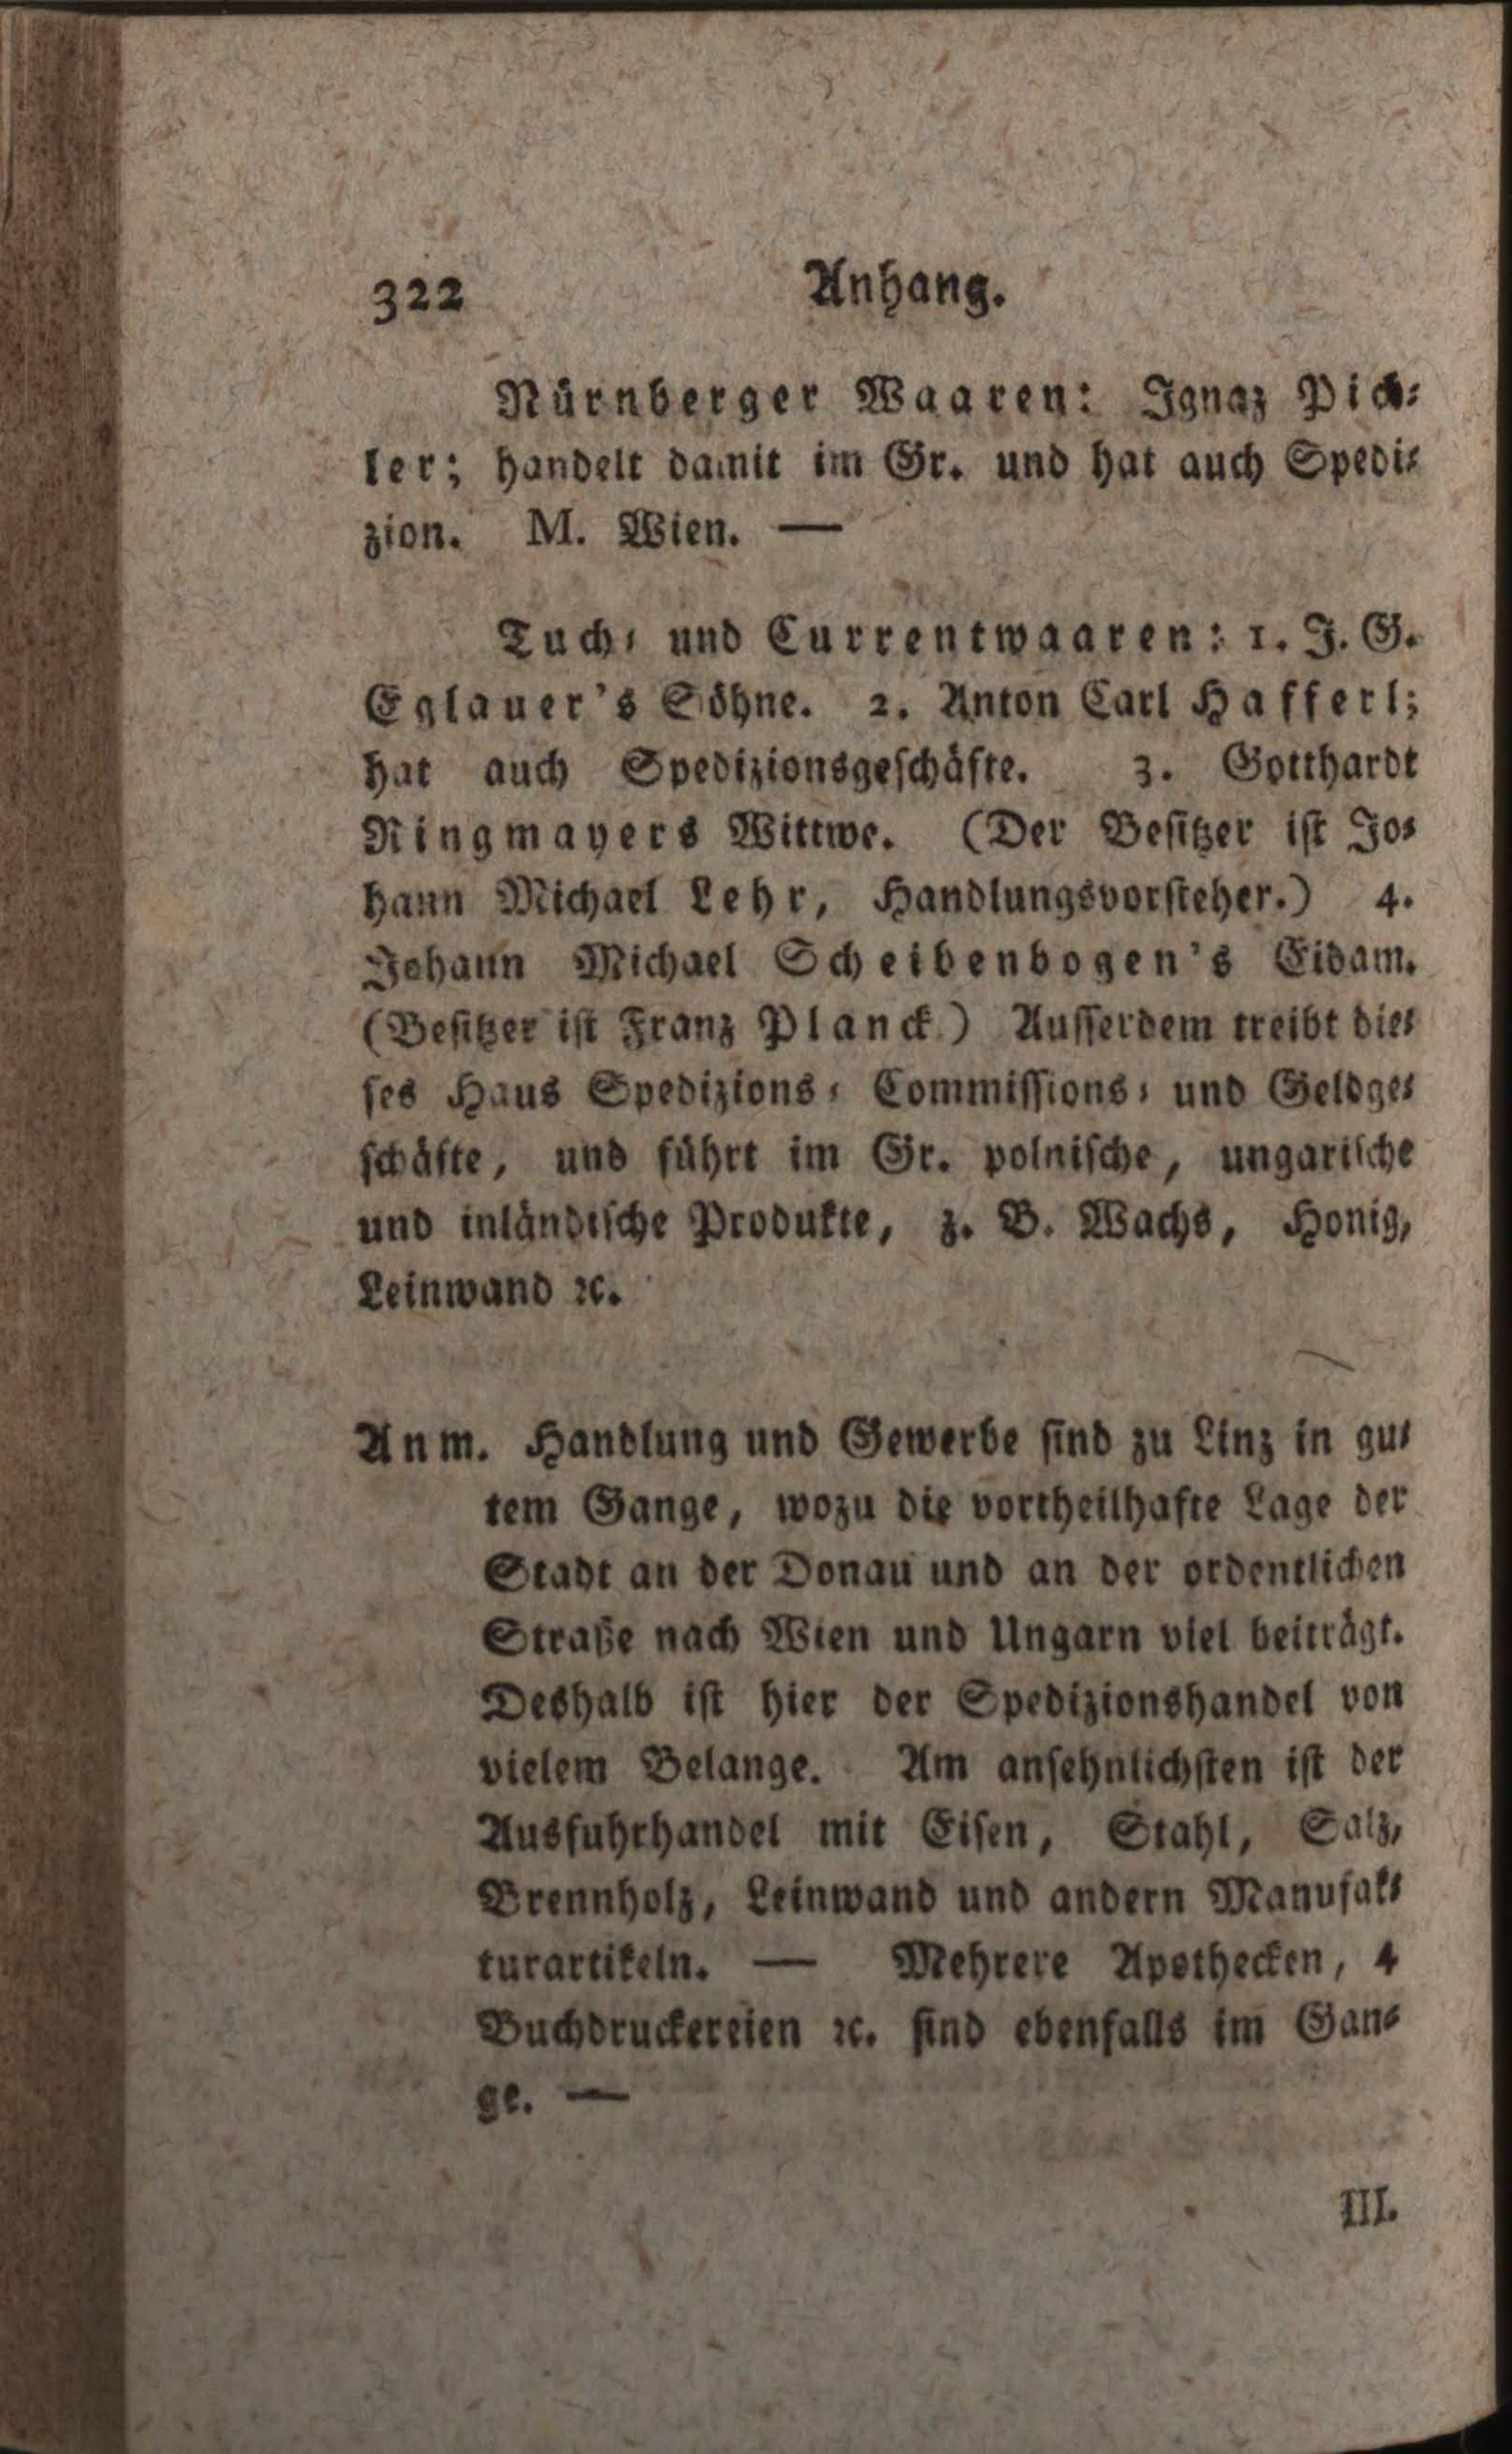 322 Anhang.
Nürnberger Waaren: Ignaz Pich-
ler; handelt damit im Gr. und hat auch Spedi-
zion. M. Wien. —
Tuch- und Currentwaaren: 1. J. G.
Eglauer's Söhne. 2. Anton Carl Hafferl;
hat auch Spedizionsgeschäfte. 3. Gotthardt
Ringmayers Wittwe. (Der Besitzer ist Jo-
hann Michael Lehr, Handlungsvorsteher.) 4.
Johann Michael Scheibenbogen's Eidam.
(Besitzer ist Franz Planck) Ausserdem treibt die-
ses Haus Spedizions- Commissions- und Geldge-
schäfte, und führt im Gr. polnische, ungarische
und inländische Produkte, z. B. Wachs, Honig,
Leinwand ꝛc.
Anm. Handlung und Gewerbe sind zu Linz in gu-
tem Gange, wozu die vortheilhafte Lage der
Stadt an der Donau und an der ordentlichen
Straße nach Wien und Ungarn viel beiträgt.
Deshalb ist hier der Spedizionshandel von
vielem Belange. Am ansehnlichsten ist der
Ausfuhrhandel mit Eisen, Stahl, Salz,
Brennholz, Leinwand und andern Manufak-
turartikeln. — Mehrere Apothecken, 4
Buchdruckereien ꝛc. sind ebenfalls im Gan-
ge. —
III.